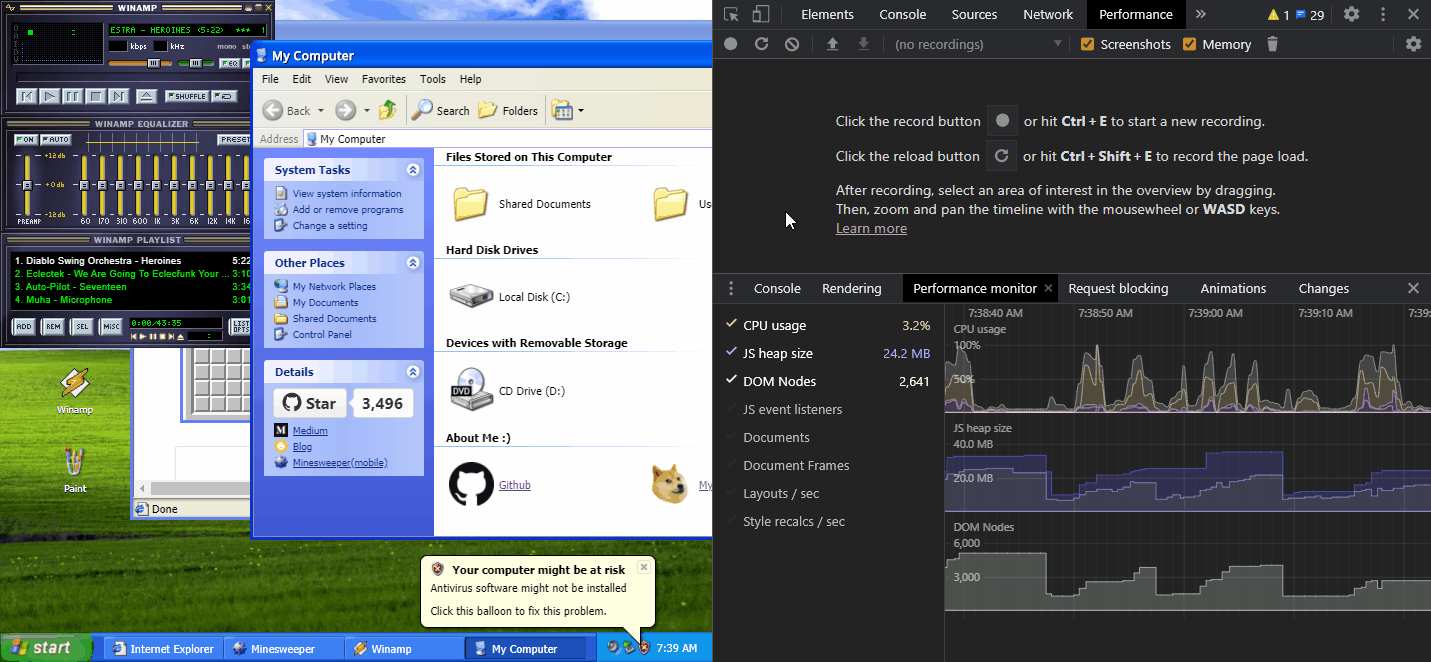 WINAMP
ESTRA - HEROINES <5:22> *** 1
kbps
kHz
mono
EQ
SHUFFLE
WINAMP EQUALIZER
ON
AUTO
PRESET
+12 db
+0 db
-12 db
PREAMP
60 170 310 600 1K 3K 6K 12K 14K
WINAMP PLAYLIST
1. Diablo Swing Orchestra - Heroines 5:22
2. Eclectek - We Are Going To Eclecfunk Your ... 3:10
3. Auto-Pilot - Seventeen 3:34
4. Muha - Microphone 3:01
ADD
REM
SEL
MISC
0:00/43:35
LIST
OPTS
Winamp
Paint
Done
My Computer
File Edit View Favorites Tools Help
Back
Search
Folders
Address
My Computer
System Tasks
View system information
Add or remove programs
Change a setting
Other Places
My Network Places
My Documents
Shared Documents
Control Panel
Details
Star
3,496
Medium
Blog
Minesweeper(mobile)
Files Stored on This Computer
Shared Documents
Hard Disk Drives
Local Disk (C:)
Devices with Removable Storage
DVD
CD Drive (D:)
About Me :)
Github
My
Your computer might be at risk
Antivirus software might not be installed
Click this balloon to fix this problem.
start
Internet Explorer
Minesweeper
Winamp
My Computer
7:39 AM
Elements Console Sources Network Performance » 1 29
(no recordings)
Screenshots
Memory
Click the record button or hit Ctrl + E to start a new recording.
Click the reload button or hit Ctrl + Shift + E to record the page load.
After recording, select an area of interest in the overview by dragging.
Then, zoom and pan the timeline with the mousewheel or WASD keys.
Learn more
Console Rendering Performance monitor Request blocking Animations Changes
CPU usage 3.2%
JS heap size 24.2 MB
DOM Nodes 2,641
JS event listeners
Documents
Document Frames
Layouts / sec
Style recalcs / sec
7:38:40 AM 7:38:50 AM 7:39:00 AM 7:39:10 AM 7:39:
CPU usage
100%
50%
JS heap size
40.0 MB
20.0 MB
DOM Nodes
6,000
3,000